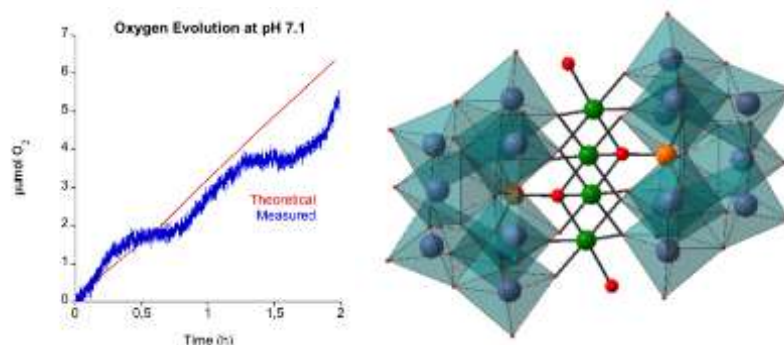 Oxygen Evolution at pH 7.1
7
6
5
4
3
2
1
0
µmol O₂
Theoretical
Measured
0 0,5 1 1,5 2
Time (h)